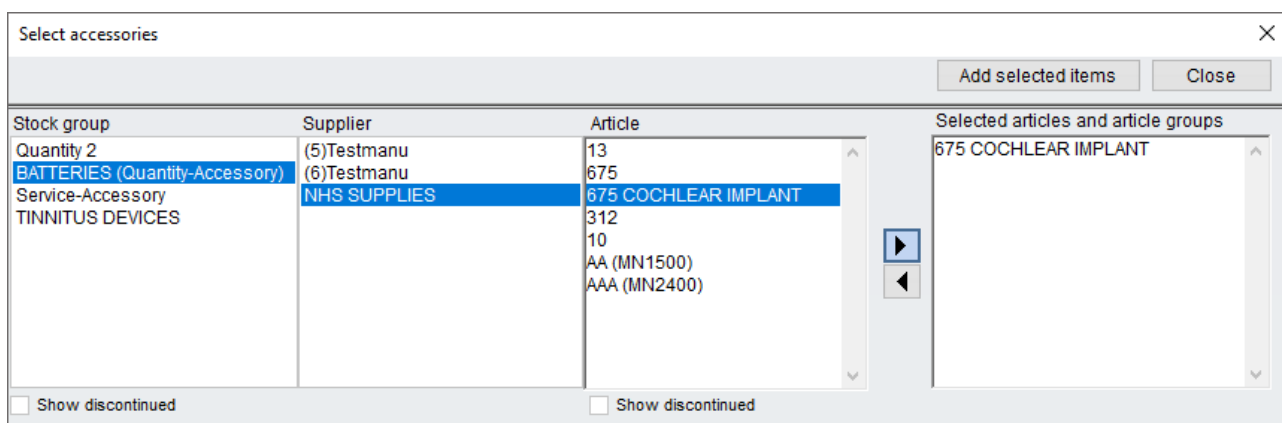 Select accessories
Add selected items
Close
Stock group
Quantity 2
BATTERIES (Quantity-Accessory)
Service-Accessory
TINNITUS DEVICES
Show discontinued
Supplier
(5)Testmanu
(6)Testmanu
NHS SUPPLIES
Article
13
675
675 COCHLEAR IMPLANT
312
10
AA (MN1500)
AAA (MN2400)
Show discontinued
Selected articles and article groups
675 COCHLEAR IMPLANT